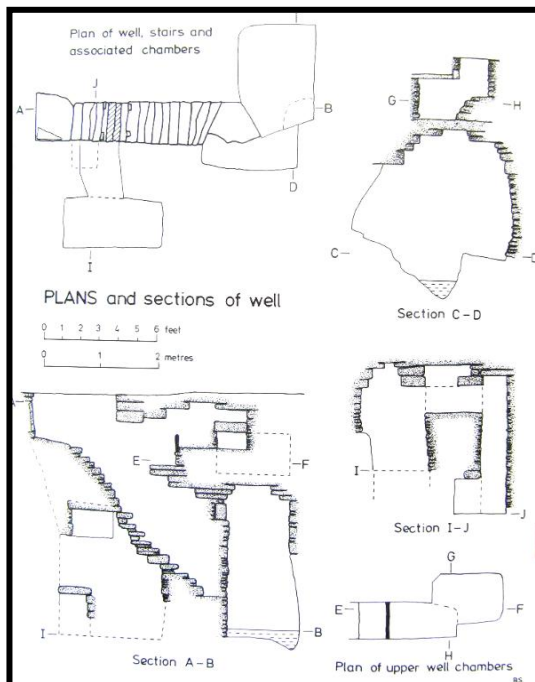 Plan of well, stairs and
associated chambers
J
A
B
D
I
G
H
C
D
Section C-D
PLANS and sections of well
0 1 2 3 4 5 6 feet
0 1 2 metres
E
F
I
B
Section A-B
I
J
Section I-J
G
E
F
H
Plan of upper well chambers
RS